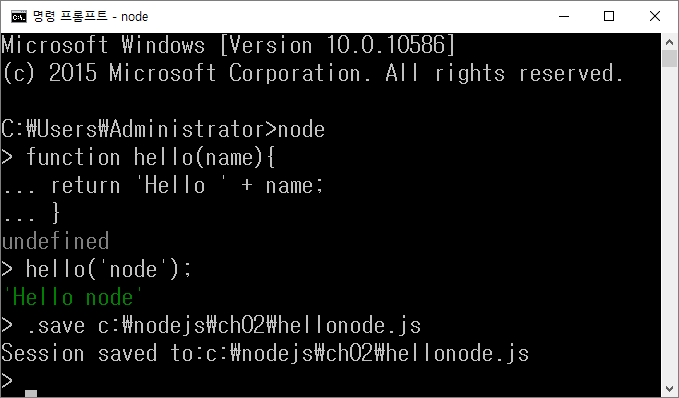 명령 프롬프트 - node
Microsoft Windows [Version 10.0.10586]
(c) 2015 Microsoft Corporation. All rights reserved.
C:₩Users₩Administrator>node
> function hello(name){
... return 'Hello ' + name;
... }
undefined
> hello('node');
'Hello node'
> .save c:₩nodejs₩ch02₩hellonode.js
Session saved to:c:₩nodejs₩ch02₩hellonode.js
>